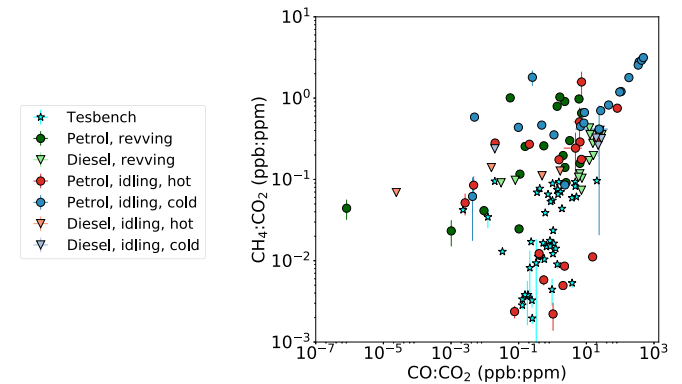 Tesbench
Petrol, revving
Diesel, revving
Petrol, idling, hot
Petrol, idling, cold
Diesel, idling, hot
Diesel, idling, cold
CH₄:CO₂ (ppb:ppm)
10¹
10⁰
10⁻¹
10⁻²
10⁻³
10⁻⁷ 10⁻⁵ 10⁻³ 10⁻¹ 10¹ 10³
CO:CO₂ (ppb:ppm)